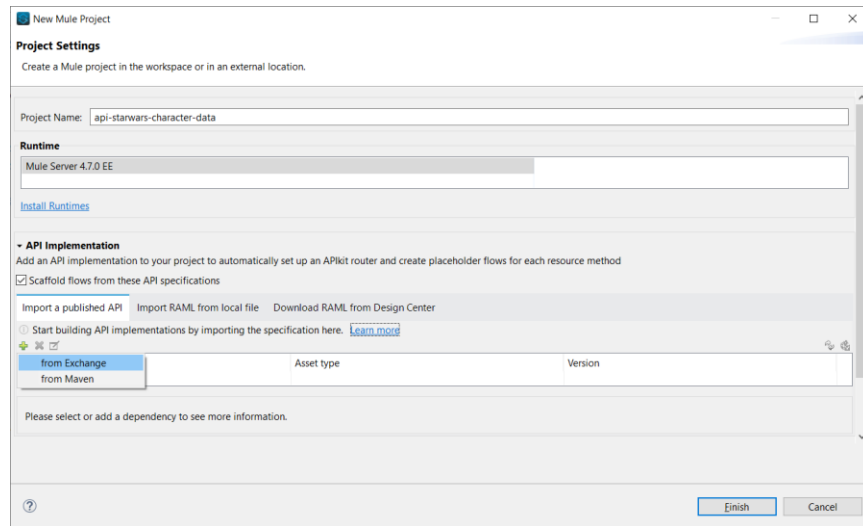 New Mule Project
Project Settings
Create a Mule project in the workspace or in an external location.
Project Name: api-starwars-character-data
Runtime
Mule Server 4.7.0 EE
Install Runtimes
API Implementation
Add an API implementation to your project to automatically set up an APIkit router and create placeholder flows for each resource method
Scaffold flows from these API specifications
Import a published API Import RAML from local file Download RAML from Design Center
Start building API implementations by importing the specification here. Learn more
from Exchange Asset type Version
from Maven
Please select or add a dependency to see more information.
? Finish Cancel